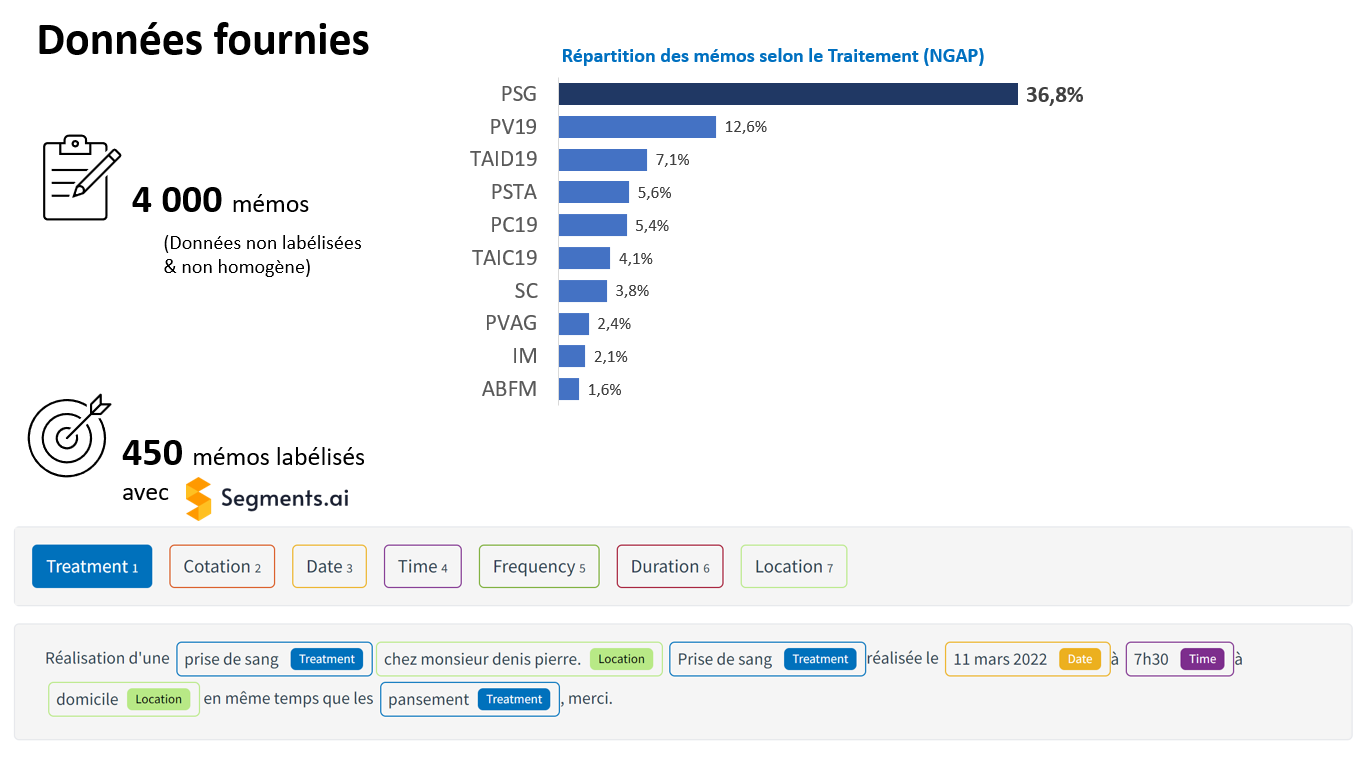 Données fournies
Répartition des mémos selon le Traitement (NGAP)
PSG 36,8%
PV19 12,6%
TAID19 7,1%
PSTA 5,6%
PC19 5,4%
TAIC19 4,1%
SC 3,8%
PVAG 2,4%
IM 2,1%
ABFM 1,6%
4 000 mémos
(Données non labélisées
& non homogène)
450 mémos labélisés
avec Segments.ai
Treatment 1 Cotation 2 Date 3 Time 4 Frequency 5 Duration 6 Location 7
Réalisation d'une prise de sang Treatment chez monsieur denis pierre. Location Prise de sang Treatment réalisée le 11 mars 2022 Date à 7h30 Time à
domicile Location en même temps que les pansement Treatment , merci.